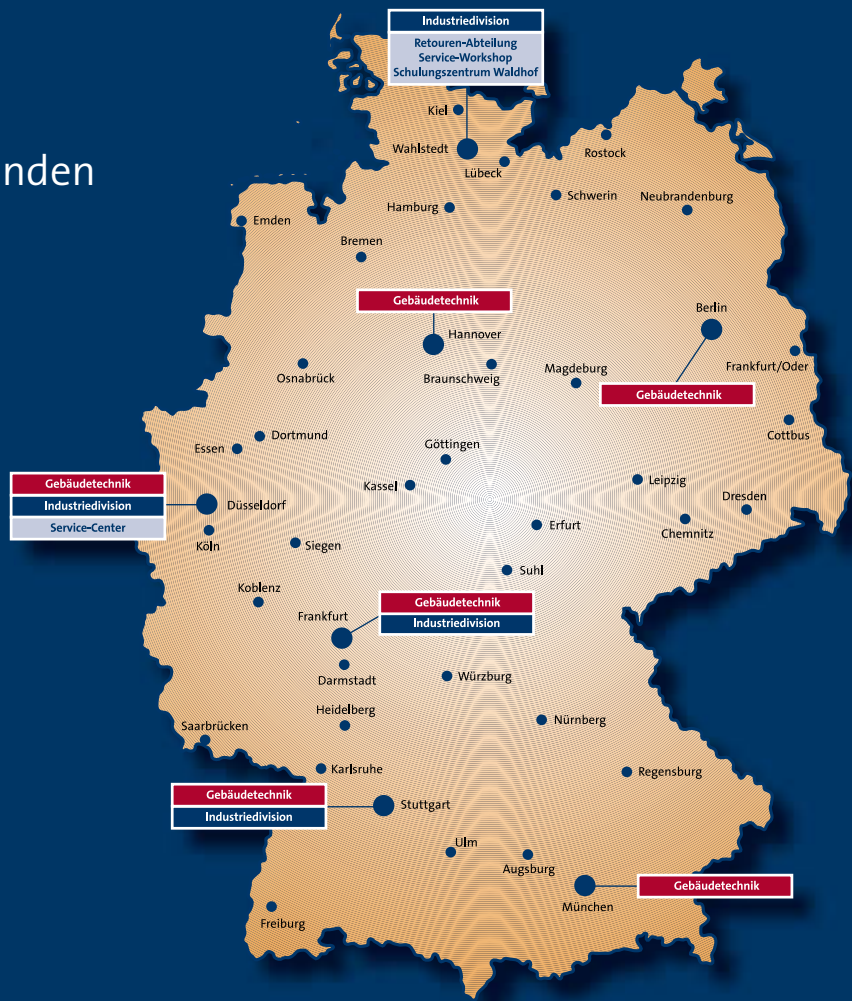 Industriedivision
Retouren-Abteilung
Service-Workshop
Schulungszentrum Waldhof
Kiel
Wahlstedt
Lübeck
Rostock
nden
Schwerin
Neubrandenburg
Hamburg
Emden
Bremen
Gebäudetechnik
Hannover
Berlin
Osnabrück
Braunschweig
Magdeburg
Frankfurt/Oder
Gebäudetechnik
Cottbus
Dortmund
Essen
Göttingen
Kassel
Leipzig
Dresden
Gebäudetechnik
Industriedivision
Service-Center
Düsseldorf
Köln
Siegen
Erfurt
Chemnitz
Suhl
Koblenz
Gebäudetechnik
Industriedivision
Frankfurt
Darmstadt
Würzburg
Heidelberg
Nürnberg
Saarbrücken
Karlsruhe
Regensburg
Gebäudetechnik
Industriedivision
Stuttgart
Ulm
Augsburg
Gebäudetechnik
München
Freiburg